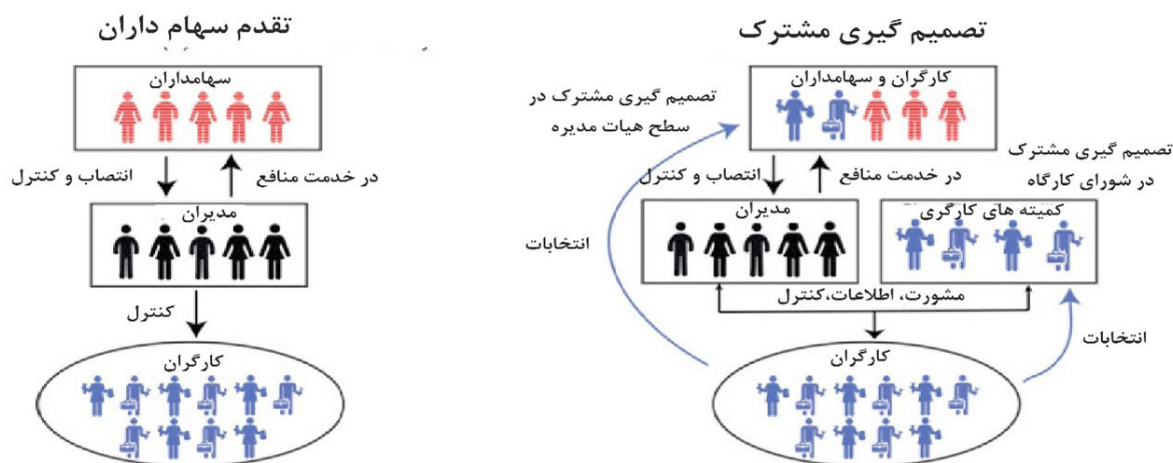 تقدم سهام داران
سهامداران
انتصاب و کنترل
در خدمت منافع
مدیران
کنترل
کارگران
تصمیم گیری مشترک
کارگران و سهامداران
تصمیم گیری مشترک در
سطح هیات مدیره
انتصاب و کنترل
در خدمت منافع
تصمیم گیری مشترک
در شورای کارگاه
مدیران
کمیته های کارگری
انتخابات
مشورت، اطلاعات،کنترل
انتخابات
کارگران